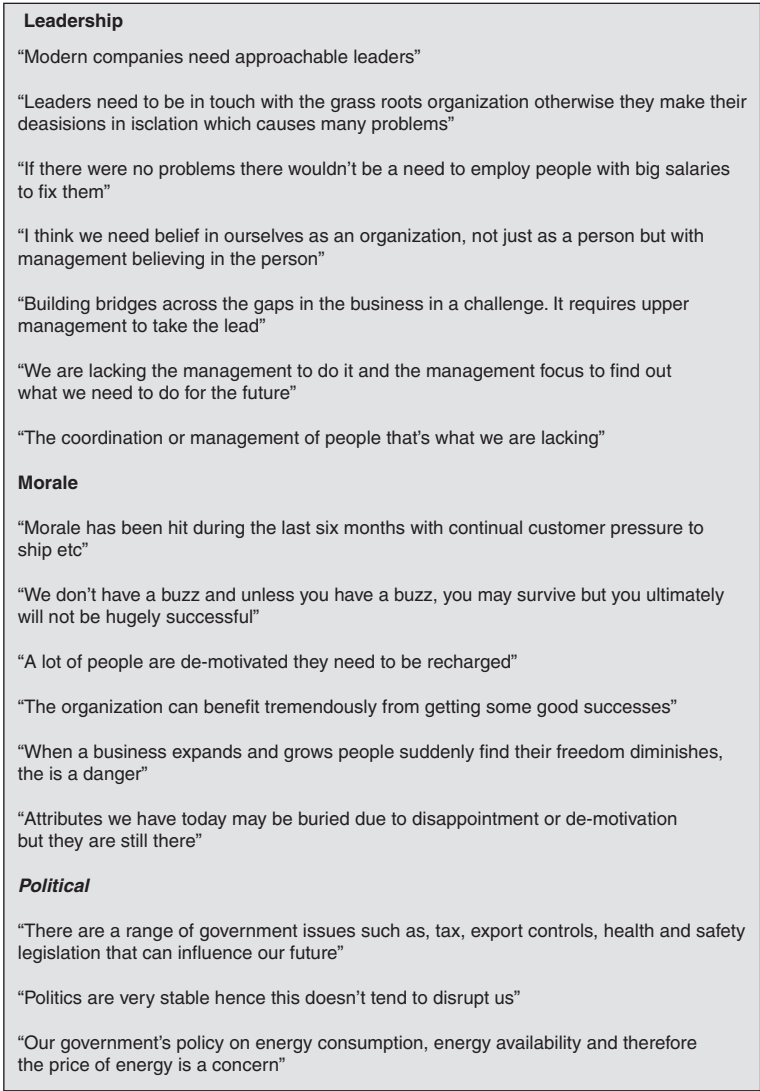 Leadership
“Modern companies need approachable leaders”
“Leaders need to be in touch with the grass roots organization otherwise they make their
deasisions in isclation which causes many problems”
“If there were no problems there wouldn’t be a need to employ people with big salaries
to fix them”
“I think we need belief in ourselves as an organization, not just as a person but with
management believing in the person”
“Building bridges across the gaps in the business in a challenge. It requires upper
management to take the lead”
“We are lacking the management to do it and the management focus to find out
what we need to do for the future”
“The coordination or management of people that’s what we are lacking”
Morale
“Morale has been hit during the last six months with continual customer pressure to
ship etc”
“We don’t have a buzz and unless you have a buzz, you may survive but you ultimately
will not be hugely successful”
“A lot of people are de-motivated they need to be recharged”
“The organization can benefit tremendously from getting some good successes”
“When a business expands and grows people suddenly find their freedom diminishes,
the is a danger”
“Attributes we have today may be buried due to disappointment or de-motivation
but they are still there”
Political
“There are a range of government issues such as, tax, export controls, health and safety
legislation that can influence our future”
“Politics are very stable hence this doesn’t tend to disrupt us”
“Our government’s policy on energy consumption, energy availability and therefore
the price of energy is a concern”